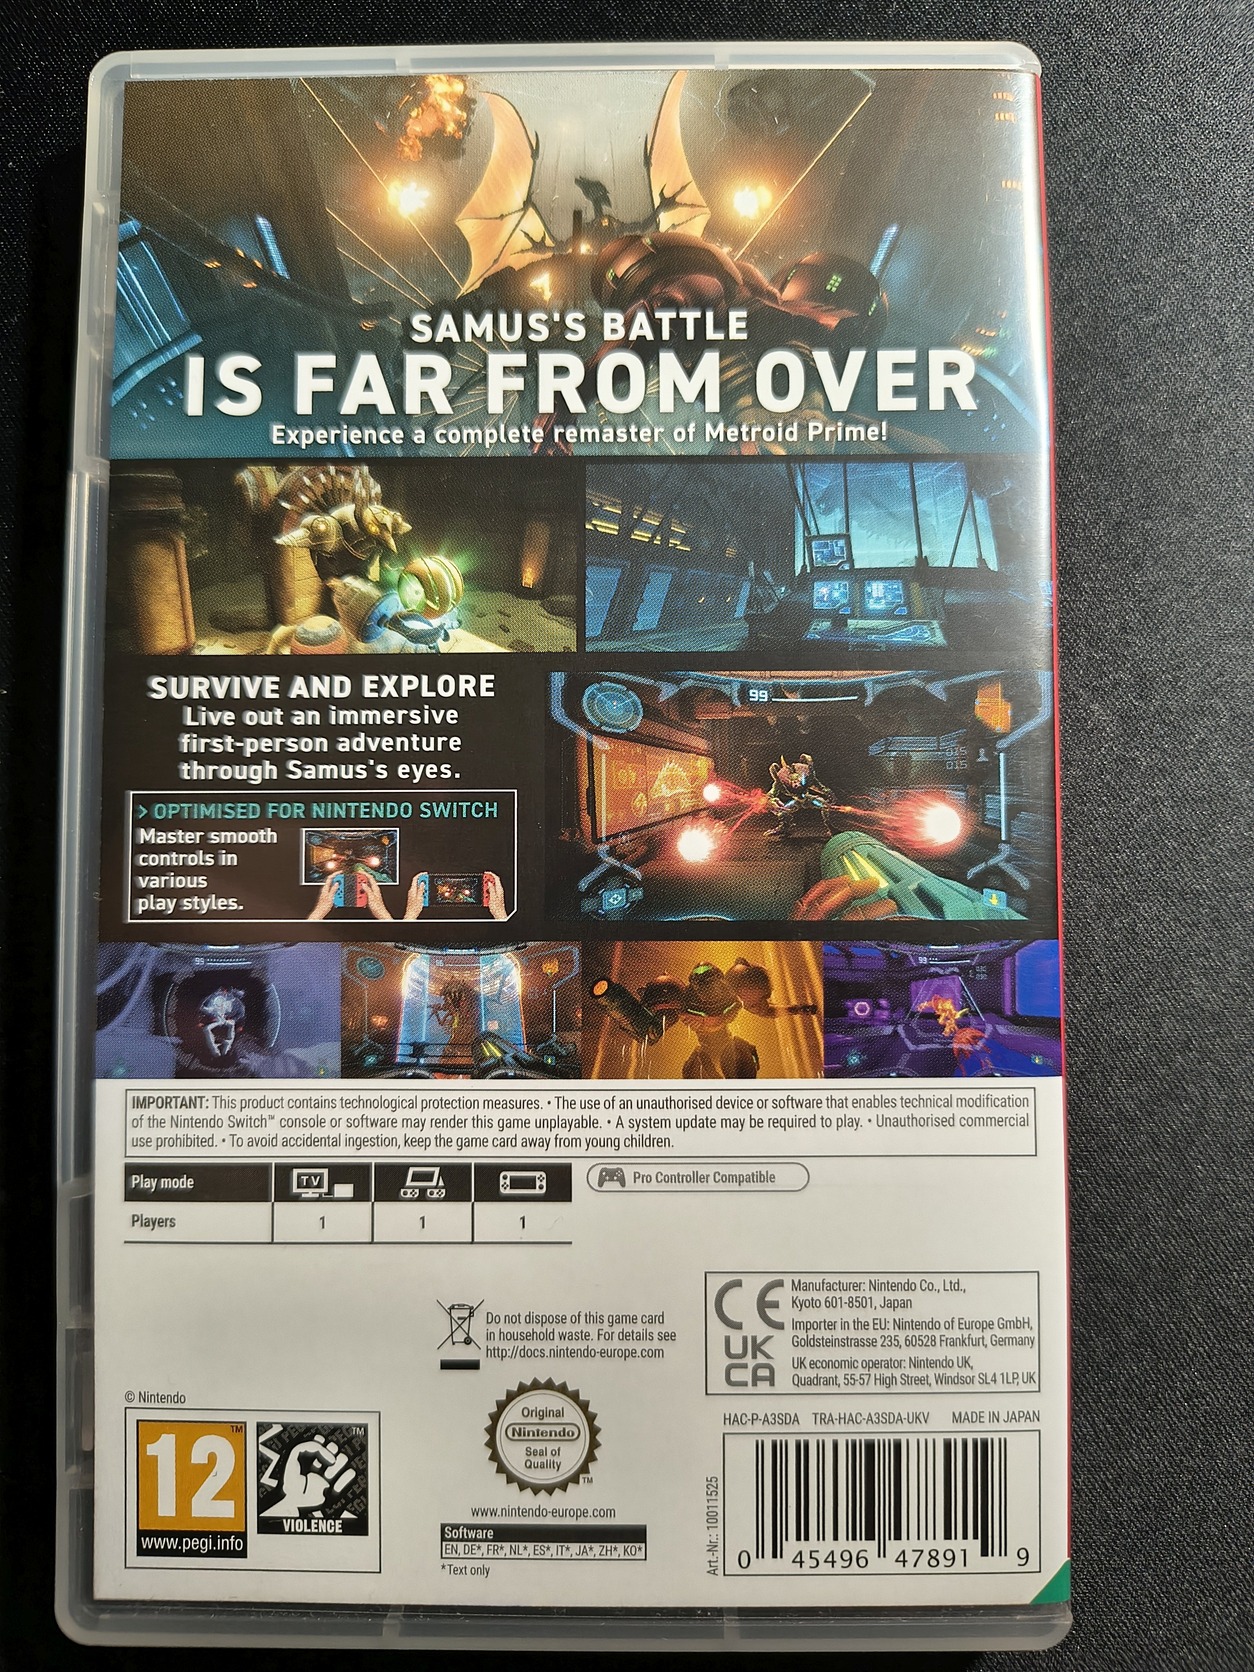 SAMUS'S BATTLE
IS FAR FROM OVER
Experience a complete remaster of Metroid Prime!
SURVIVE AND EXPLORE
Live out an immersive
first-person adventure
through Samus's eyes.
> OPTIMISED FOR NINTENDO SWITCH
Master smooth
controls in
various
play styles.
99
IMPORTANT: This product contains technological protection measures. • The use of an unauthorised device or software that enables technical modification
of the Nintendo Switch™ console or software may render this game unplayable. • A system update may be required to play. • Unauthorised commercial
use prohibited. • To avoid accidental ingestion, keep the game card away from young children.
Play mode TV
Pro Controller Compatible
Players 1 1 1
Do not dispose of this game card
in household waste. For details see
http://docs.nintendo-europe.com
CE
UK
CA
Manufacturer: Nintendo Co., Ltd.,
Kyoto 601-8501, Japan
Importer in the EU: Nintendo of Europe GmbH,
Goldsteinstrasse 235, 60528 Frankfurt, Germany
UK economic operator: Nintendo UK,
Quadrant, 55-57 High Street, Windsor SL4 1LP, UK
© Nintendo
12 ™
www.pegi.info
™
VIOLENCE
Original
Nintendo
Seal of
Quality
™
www.nintendo-europe.com
Software
EN, DE*, FR*, NL*, ES*, IT*, JA*, ZH*, KO*
*Text only
HAC-P-A3SDA TRA-HAC-A3SDA-UKV MADE IN JAPAN
Art.-Nr.: 10011525
0 45496 47891 9